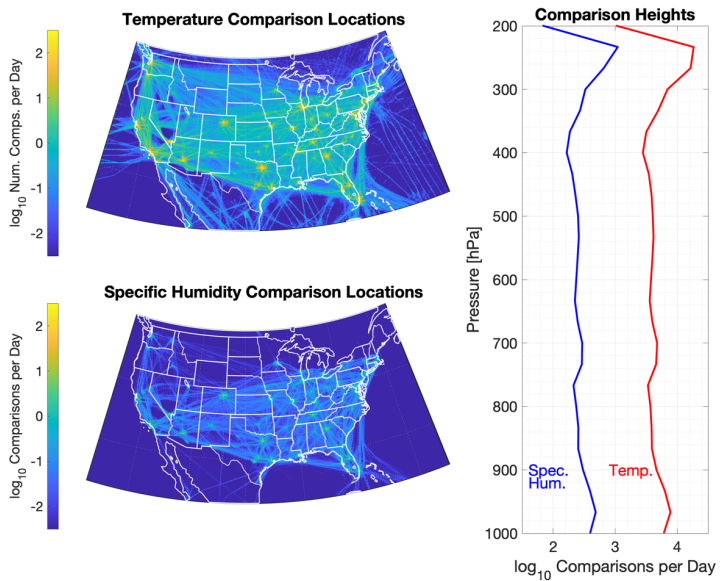 Temperature Comparison Locations
log10 Num. Comps. per Day
2
1
0
-1
-2
Specific Humidity Comparison Locations
log10 Comparisons per Day
2
1
0
-1
-2
Comparison Heights
Pressure [hPa]
200
300
400
500
600
700
800
900
1000
Spec.
Hum.
Temp.
2 3 4
log10 Comparisons per Day